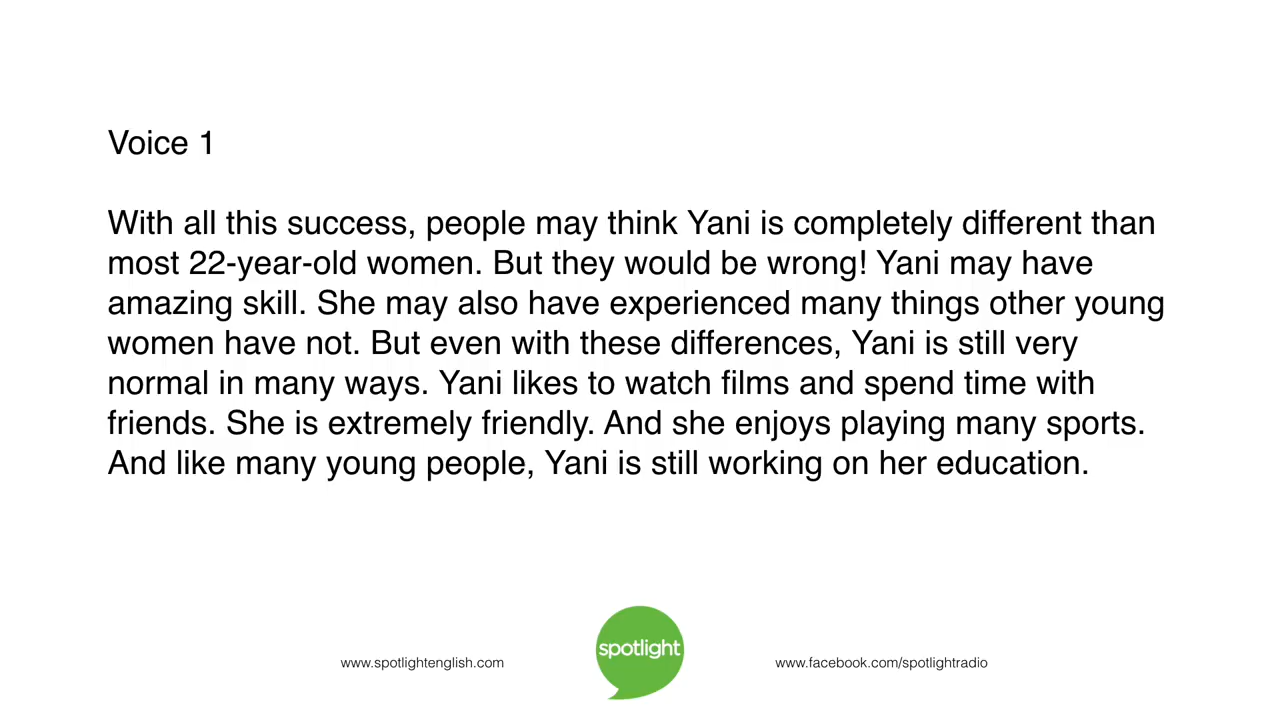 Voice 1
With all this success, people may think Yani is completely different than
most 22-year-old women. But they would be wrong! Yani may have
amazing skill. She may also have experienced many things other young
women have not. But even with these differences, Yani is still very
normal in many ways. Yani likes to watch films and spend time with
friends. She is extremely friendly. And she enjoys playing many sports.
And like many young people, Yani is still working on her education.
www.spotlightenglish.com
spotlight
www.facebook.com/spotlightradio